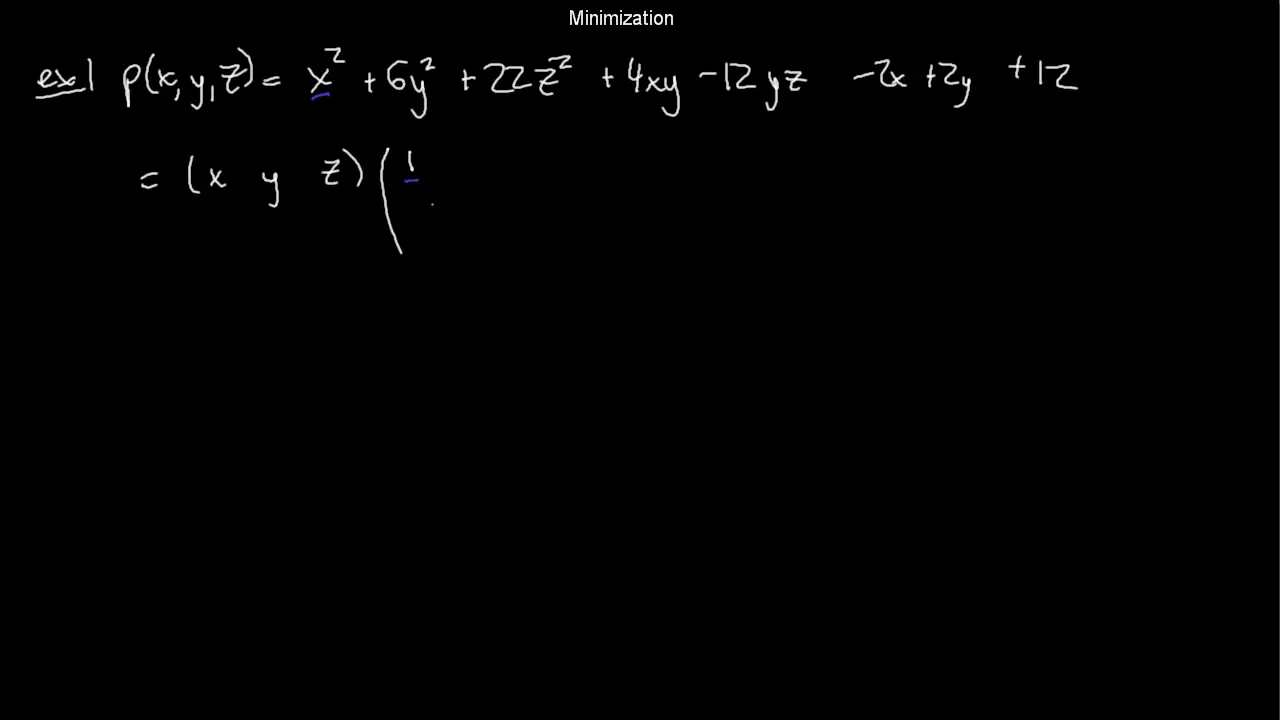 Minimization
ex1 p(x,y,z) = x² + 6y² + 22z² + 4xy - 12yz - 2x + 2y + 12
= (x y z) ( 1